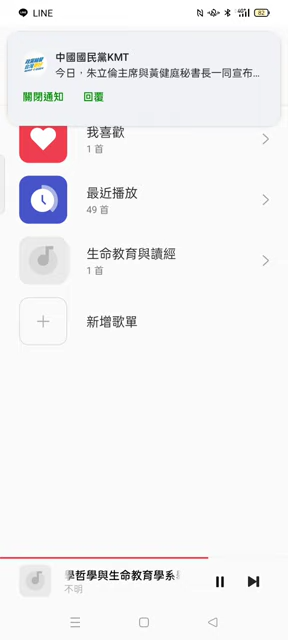 LINE
4G
82
中國國民黨KMT
今日，朱立倫主席與黃健庭秘書長一同宣布…
關閉通知
回覆
我喜歡
1 首
最近播放
49 首
生命教育與讀經
1 首
新增歌單
學哲學與生命教育學系
不明